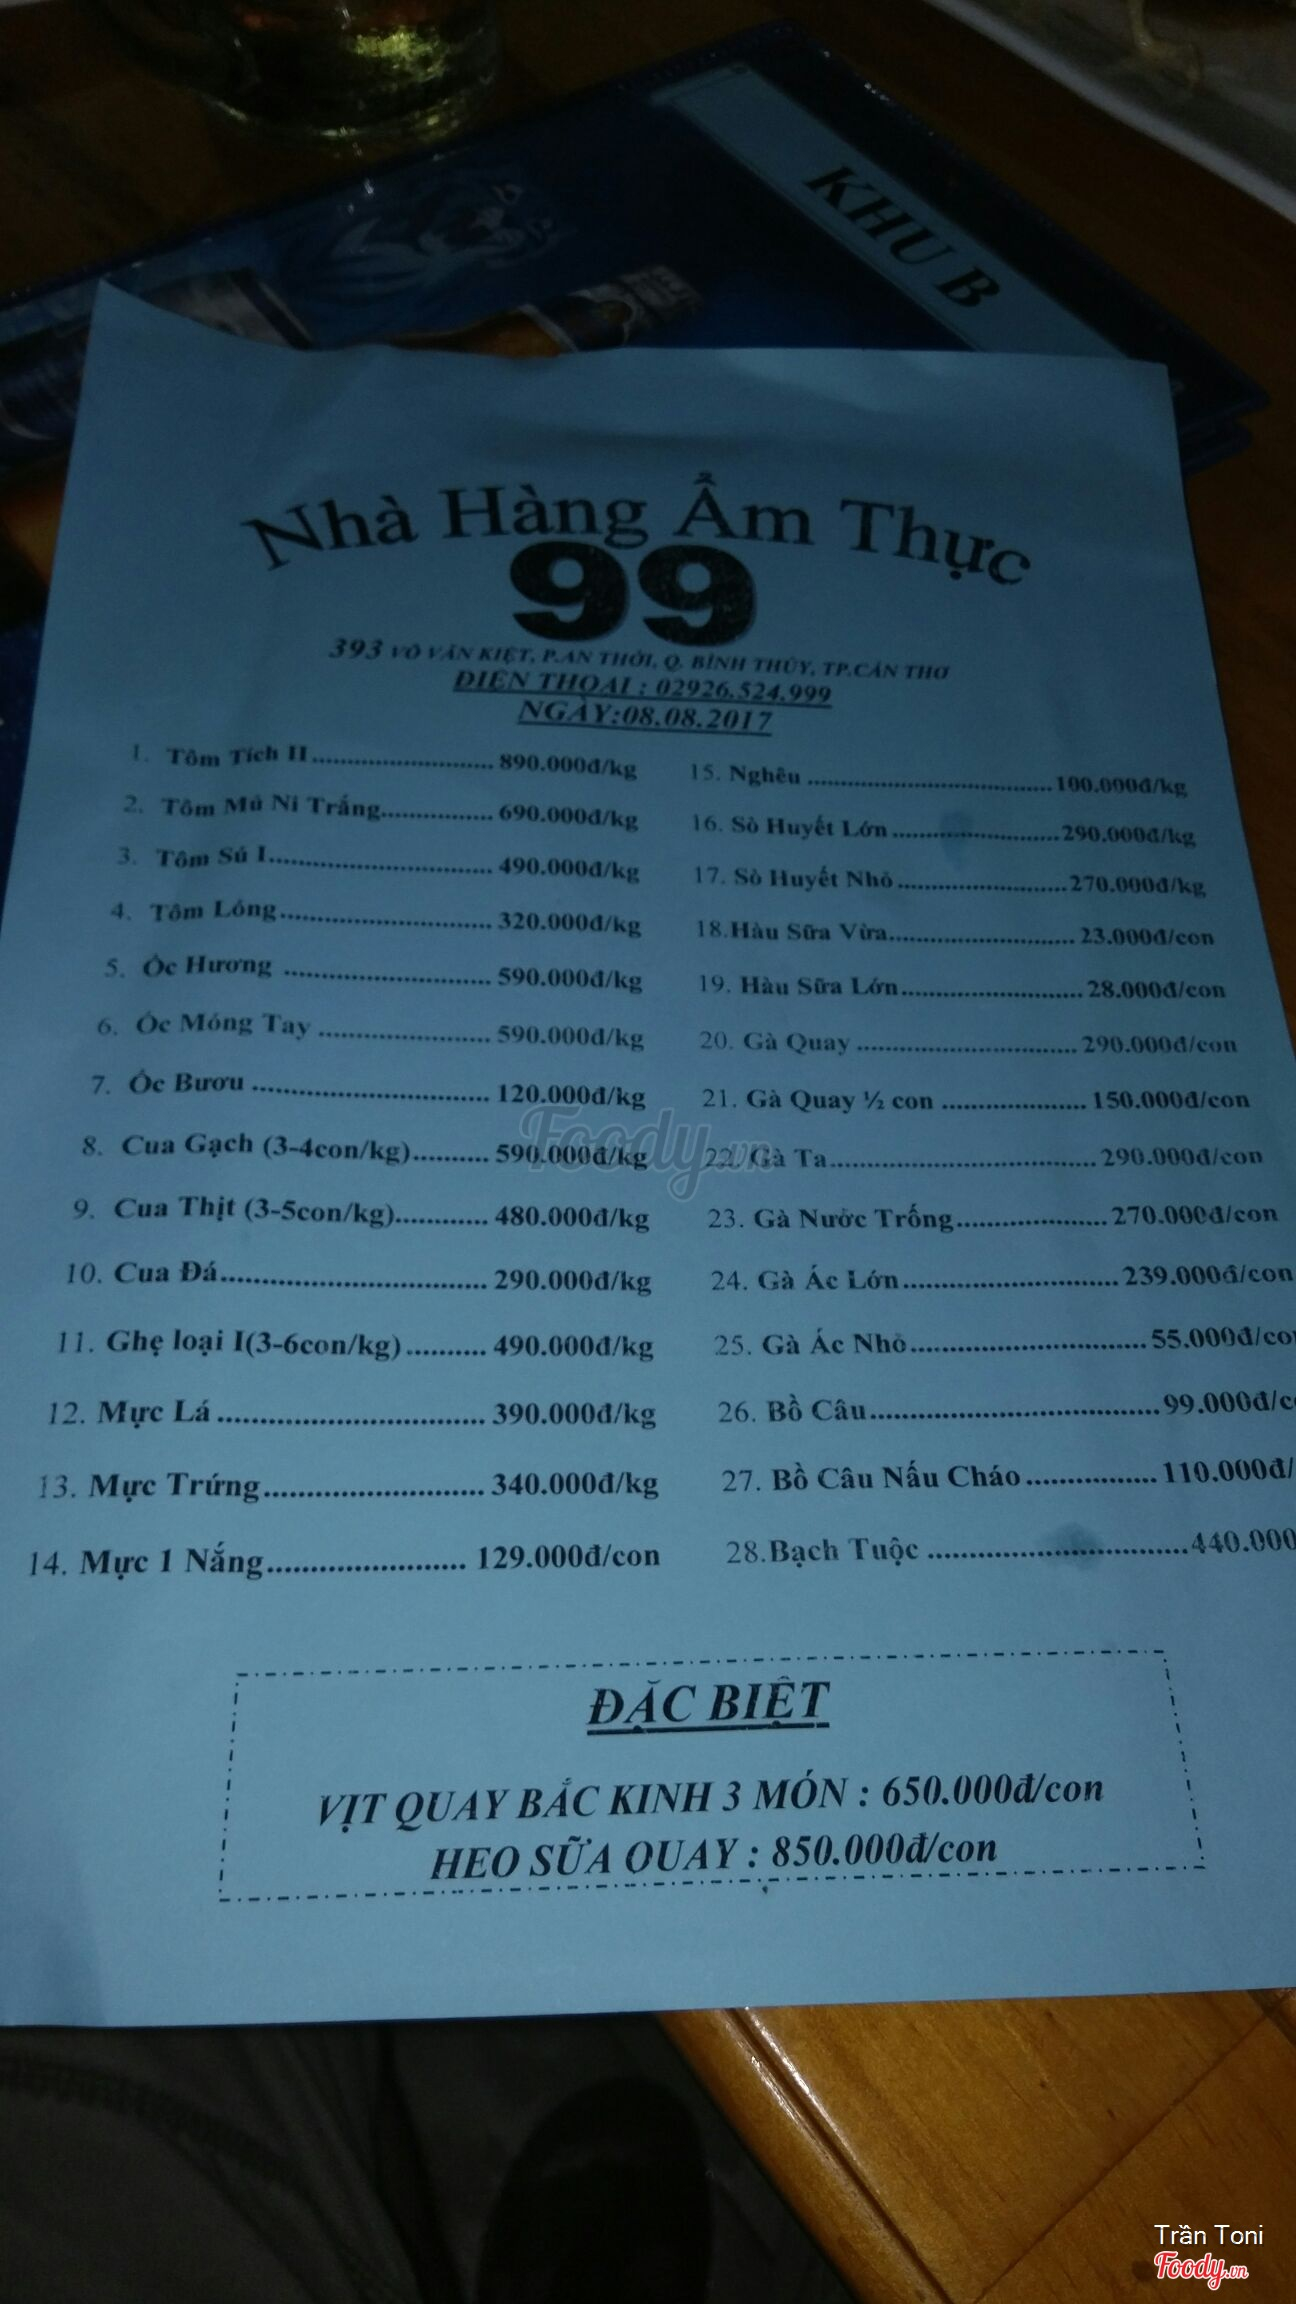 KHU B
Nhà Hàng Ẩm Thực
99
393 VÕ VĂN KIỆT, P.AN THỚI, Q. BÌNH THỦY, TP.CẦN THƠ
ĐIỆN THOẠI : 02926.524.999
NGÀY:08.08.2017
1. Tôm Tích II 890.000đ/kg
2. Tôm Mũ Ni Trắng 690.000đ/kg
3. Tôm Sú I 490.000đ/kg
4. Tôm Lóng 320.000đ/kg
5. Ốc Hương 590.000đ/kg
6. Ốc Móng Tay 590.000đ/kg
7. Ốc Bươu 120.000đ/kg
8. Cua Gạch (3-4con/kg) 590.000đ/kg
9. Cua Thịt (3-5con/kg) 480.000đ/kg
10. Cua Đá 290.000đ/kg
11. Ghẹ loại I(3-6con/kg) 490.000đ/kg
12. Mực Lá 390.000đ/kg
13. Mực Trứng 340.000đ/kg
14. Mực 1 Nắng 129.000đ/con
15. Nghêu 100.000đ/kg
16. Sò Huyết Lớn 290.000đ/kg
17. Sò Huyết Nhỏ 270.000đ/kg
18.Hàu Sữa Vừa 23.000đ/con
19. Hàu Sữa Lớn 28.000đ/con
20. Gà Quay 290.000đ/con
21. Gà Quay ½ con 150.000đ/con
22. Gà Ta 290.000đ/con
23. Gà Nước Trống 270.000đ/con
24. Gà Ác Lớn 239.000đ/con
25. Gà Ác Nhỏ 55.000đ/co
26. Bồ Câu 99.000đ/c
27. Bồ Câu Nấu Cháo 110.000đ/
28.Bạch Tuộc 440.000
ĐẶC BIỆT
VỊT QUAY BẮC KINH 3 MÓN : 650.000đ/con
HEO SỮA QUAY : 850.000đ/con
Foody.vn
Trần Toni
Foody.vn